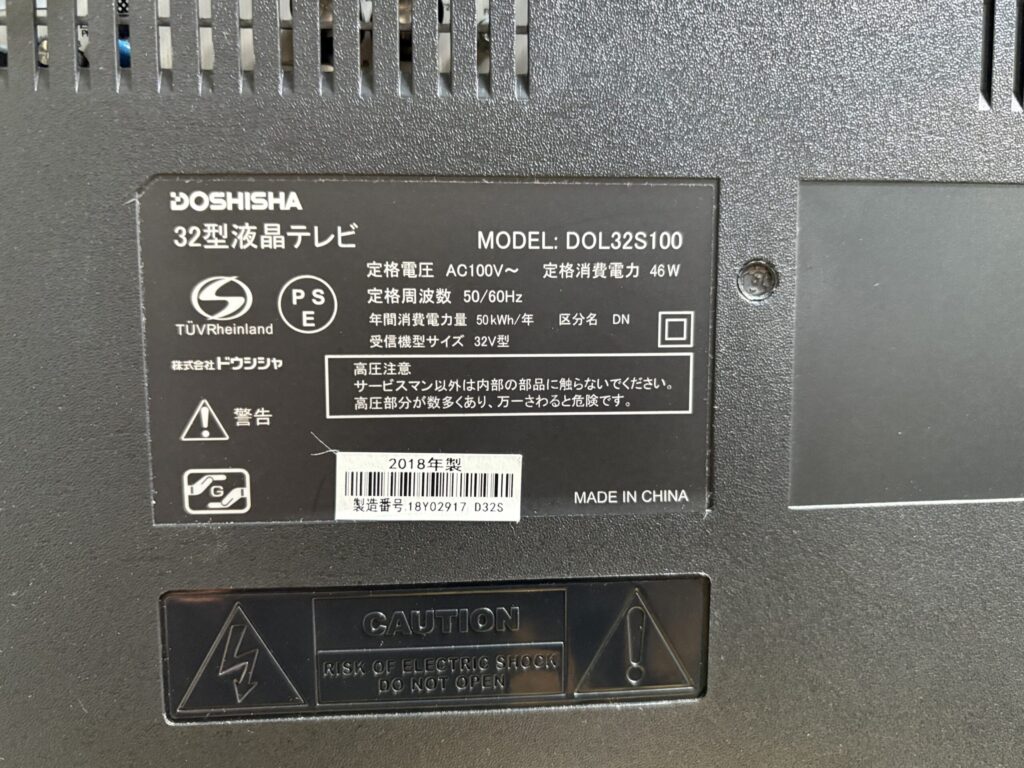 DOSHISHA
32型液晶テレビ
MODEL: DOL32S100
定格電圧 AC100V～ 定格消費電力 46W
定格周波数 50/60Hz
年間消費電力量 50kWh/年 区分名 DN
受信機型サイズ 32V型
TÜVRheinland
PS
E
株式会社ドウシシャ
高圧注意
サービスマン以外は内部の部品に触らないでください。
高圧部分が数多くあり、万一さわると危険です。
警告
G
2018年製
製造番号.18Y02917 D32S
MADE IN CHINA
CAUTION
RISK OF ELECTRIC SHOCK
DO NOT OPEN